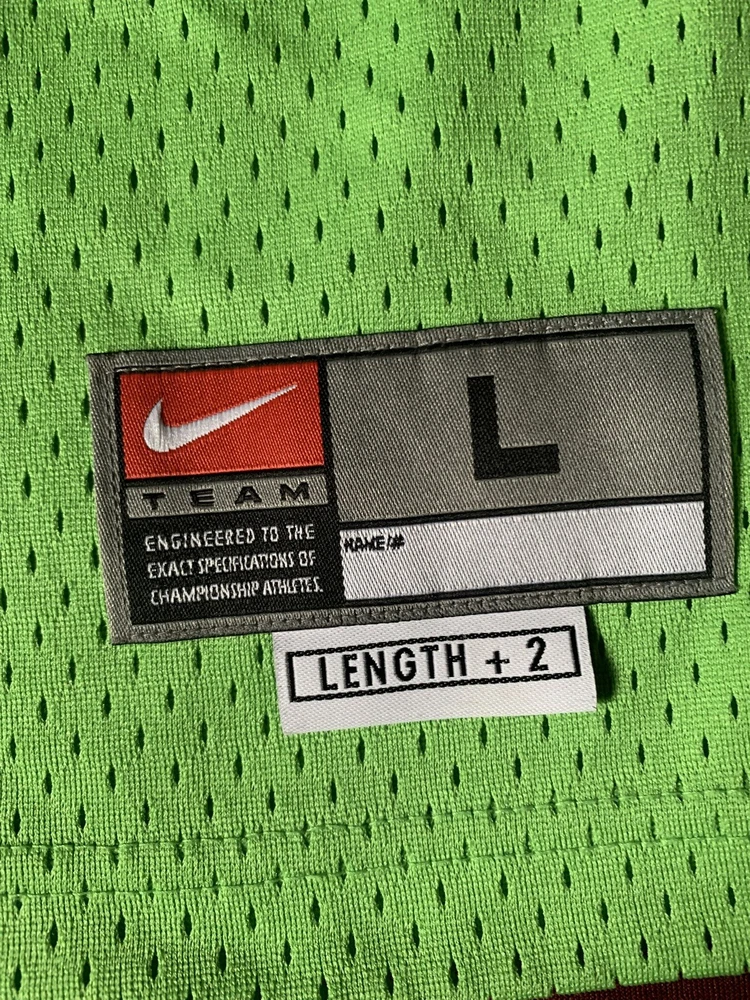 L
TEAM
ENGINEERED TO THE
EXACT SPECIFICATIONS OF
CHAMPIONSHIP ATHLETES.
NAME/#
LENGTH + 2